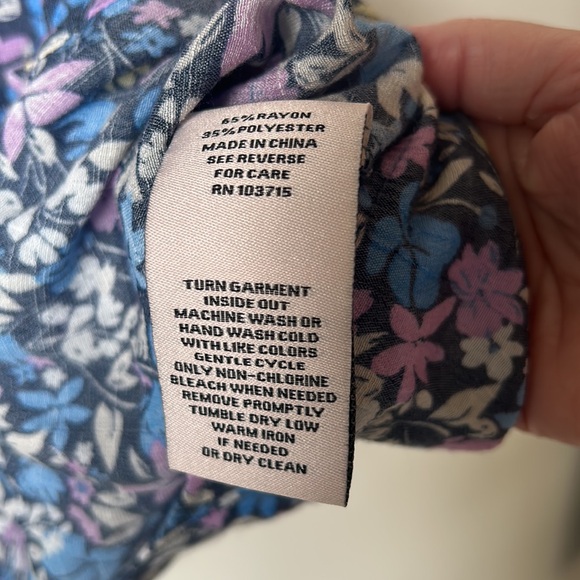 65% RAYON
35% POLYESTER
MADE IN CHINA
SEE REVERSE
FOR CARE
RN 103715
TURN GARMENT
INSIDE OUT
MACHINE WASH OR
HAND WASH COLD
WITH LIKE COLORS
GENTLE CYCLE
ONLY NON-CHLORINE
BLEACH WHEN NEEDED
REMOVE PROMPTLY
TUMBLE DRY LOW
WARM IRON
IF NEEDED
OR DRY CLEAN